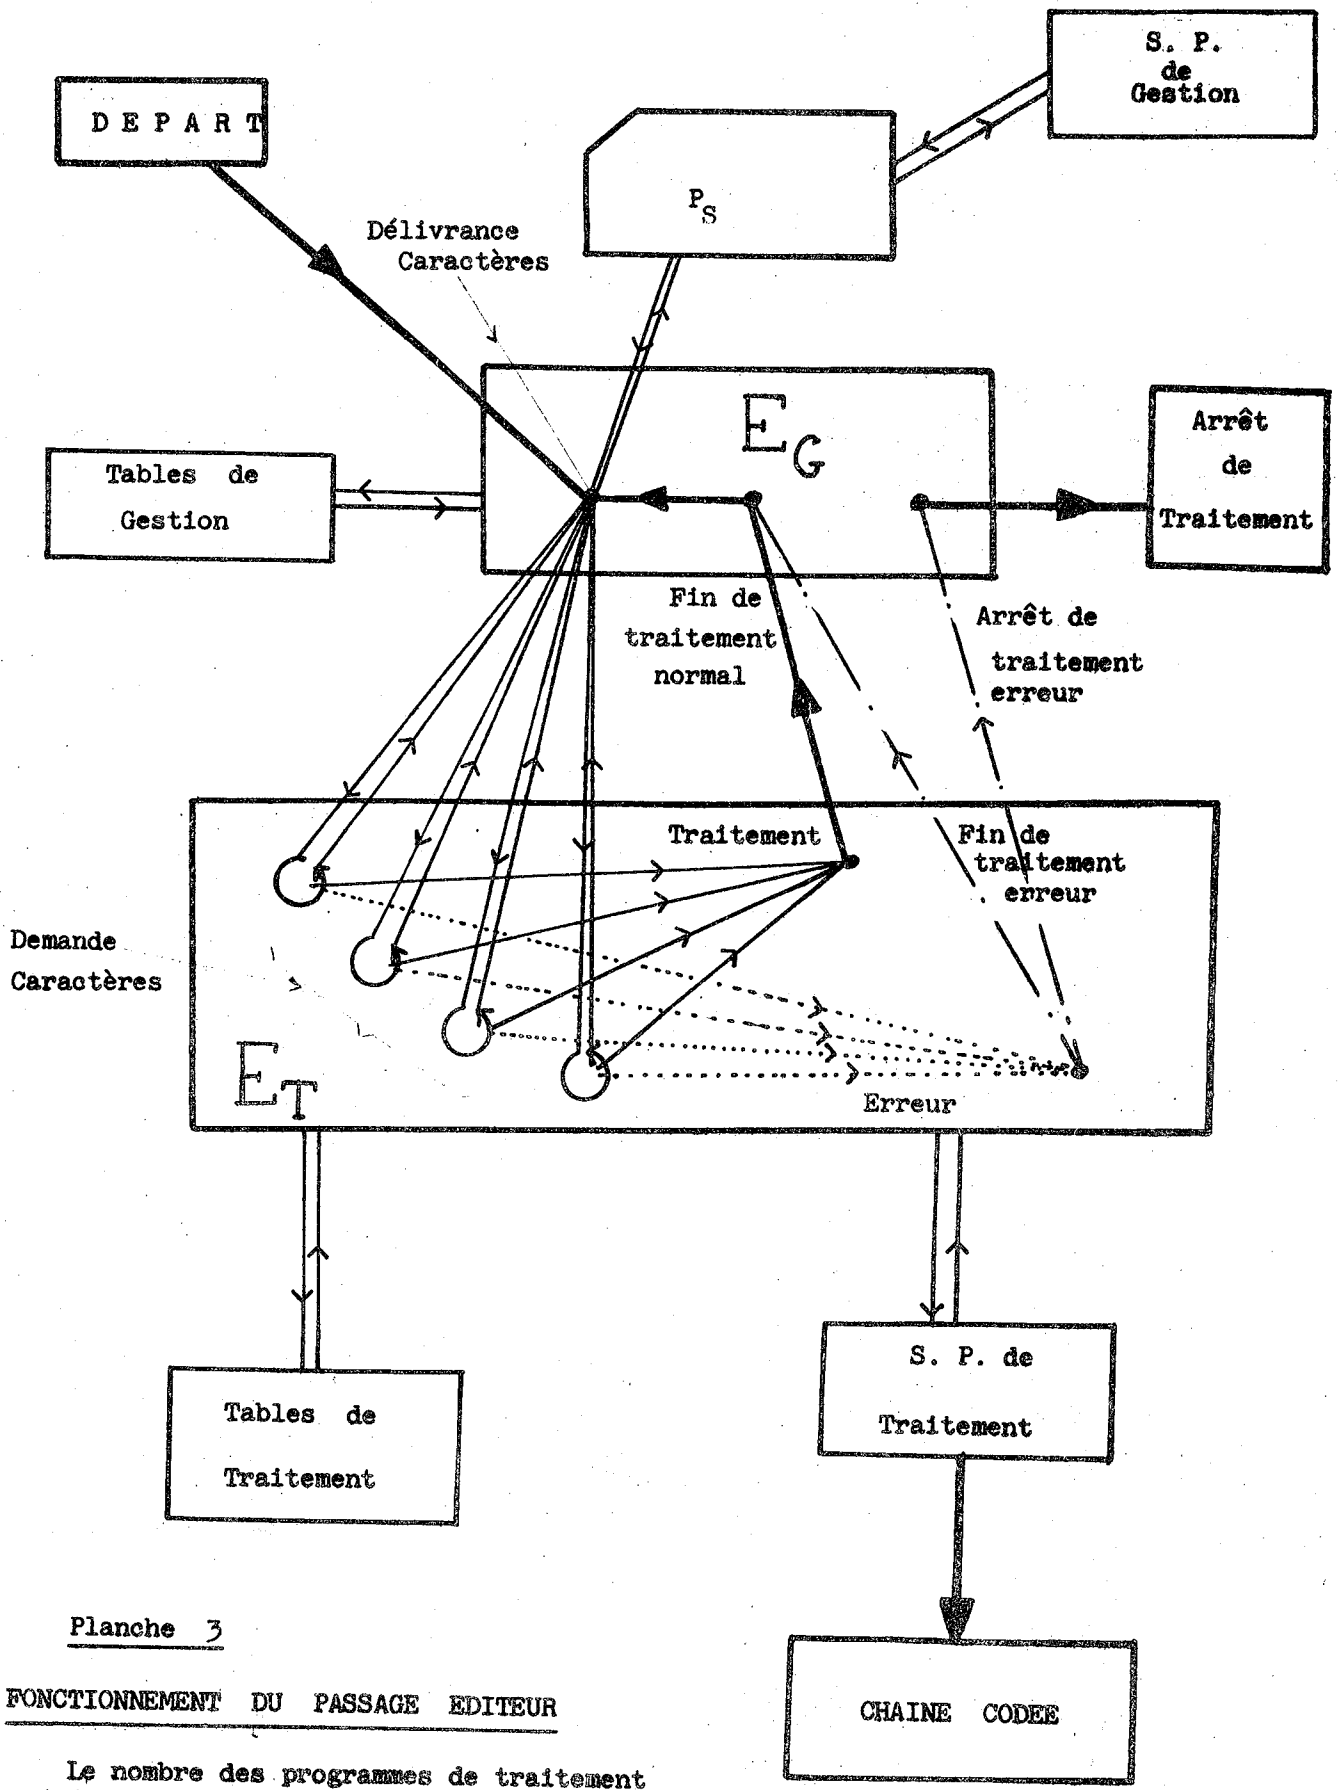 S. P.
de
Gestion
D E P A R T
P
S
Délivrance
Caractères
E
G
Arrêt
de
Traitement
Tables de
Gestion
Fin de
traitement
normal
Arrêt de
traitement
erreur
Traitement
Fin de
traitement
erreur
Demande
Caractères
E
T
Erreur
S. P. de
Traitement
Tables de
Traitement
Planche 3
FONCTIONNEMENT DU PASSAGE EDITEUR
CHAINE CODEE
Le nombre des programmes de traitement